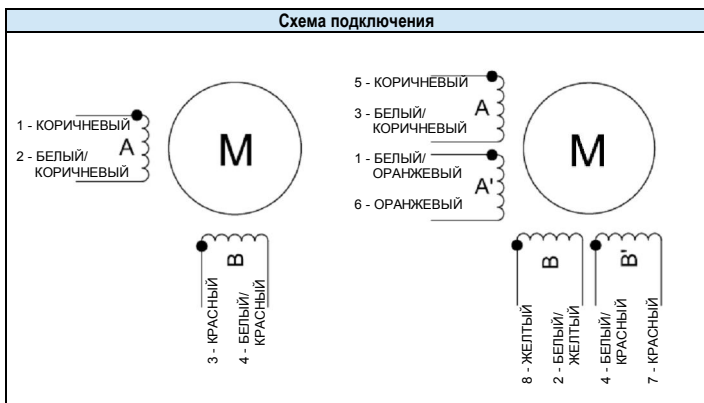 Схема подключения
1 - КОРИЧНЕВЫЙ
2 - БЕЛЫЙ/
КОРИЧНЕВЫЙ
A
M
B
3 - КРАСНЫЙ
4 - БЕЛЫЙ/
КРАСНЫЙ
5 - КОРИЧНЕВЫЙ
3 - БЕЛЫЙ/
КОРИЧНЕВЫЙ
A
1 - БЕЛЫЙ/
ОРАНЖЕВЫЙ
6 - ОРАНЖЕВЫЙ
A'
M
B
B'
8 - ЖЕЛТЫЙ
2 - БЕЛЫЙ/
ЖЕЛТЫЙ
4 - БЕЛЫЙ/
КРАСНЫЙ
7 - КРАСНЫЙ